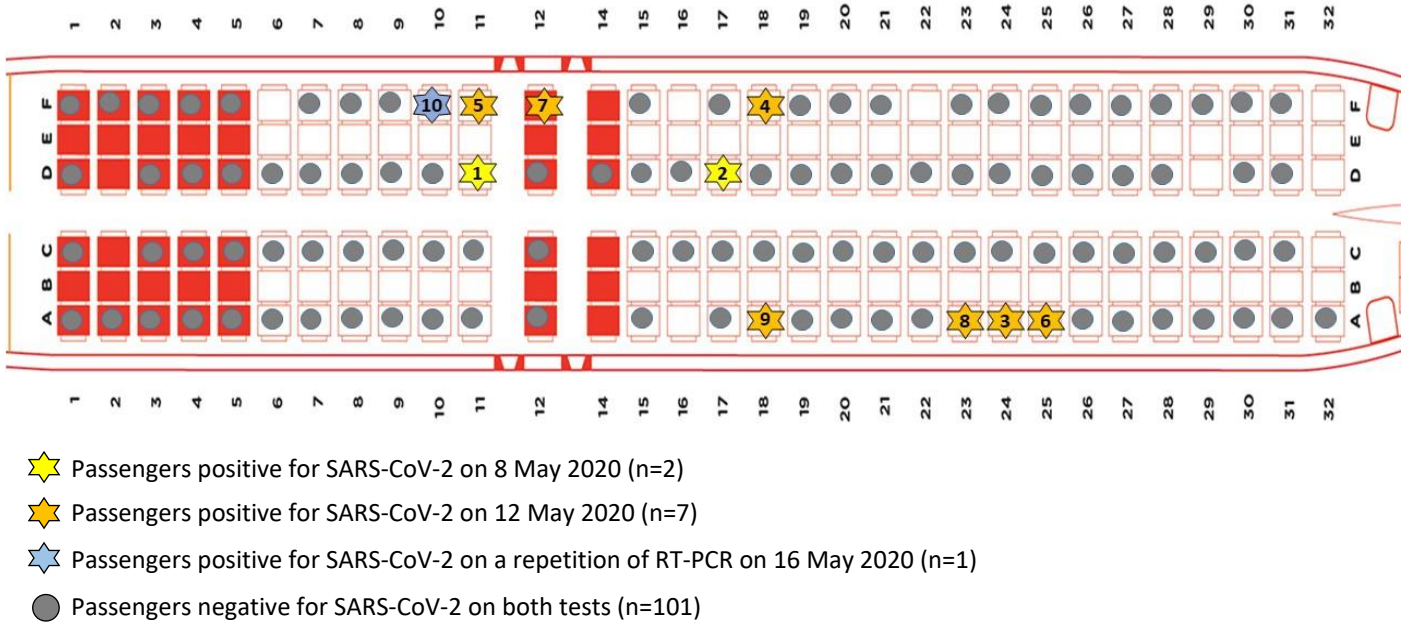 1 2 3 4 5 6 7 8 9 10 11 12 14 15 16 17 18 19 20 21 22 23 24 25 26 27 28 29 30 31 32
F 10 5 7 4 F
E E
D 1 2 D
C C
B B
A 9 8 3 6 A
1 2 3 4 5 6 7 8 9 10 11 12 14 15 16 17 18 19 20 21 22 23 24 25 26 27 28 29 30 31 32
Passengers positive for SARS-CoV-2 on 8 May 2020 (n=2)
Passengers positive for SARS-CoV-2 on 12 May 2020 (n=7)
Passengers positive for SARS-CoV-2 on a repetition of RT-PCR on 16 May 2020 (n=1)
Passengers negative for SARS-CoV-2 on both tests (n=101)